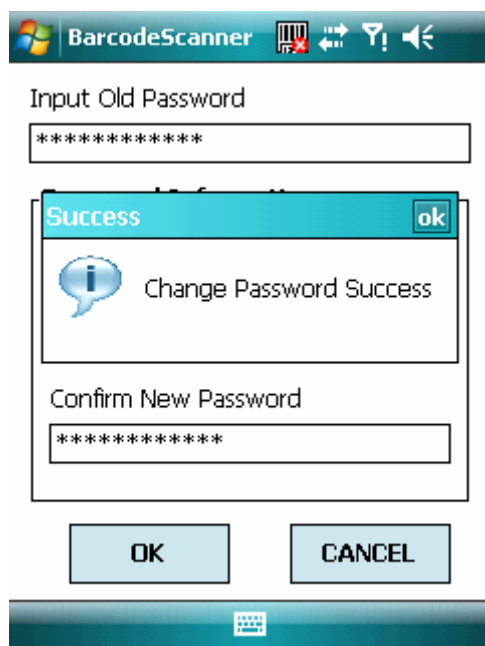 BarcodeScanner
Input Old Password
************
Success
ok
Change Password Success
Confirm New Password
************
OK
CANCEL